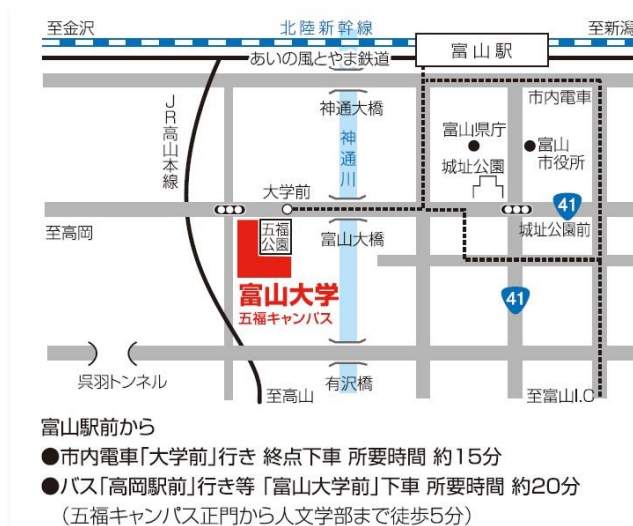 至金沢
北陸新幹線
至新潟
富山駅
あいの風とやま鉄道
市内電車
JR高山本線
神通大橋
神通川
富山県庁
富山
市役所
城址公園
大学前
41
至高岡
五福
公園
富山大橋
城址公園前
富山大学
五福キャンパス
41
呉羽トンネル
至高山
有沢橋
至富山I.C
富山駅前から
●市内電車「大学前」行き 終点下車 所要時間 約15分
●バス「高岡駅前」行き等 「富山大学前」下車 所要時間 約20分
(五福キャンパス正門から人文学部まで徒歩5分)